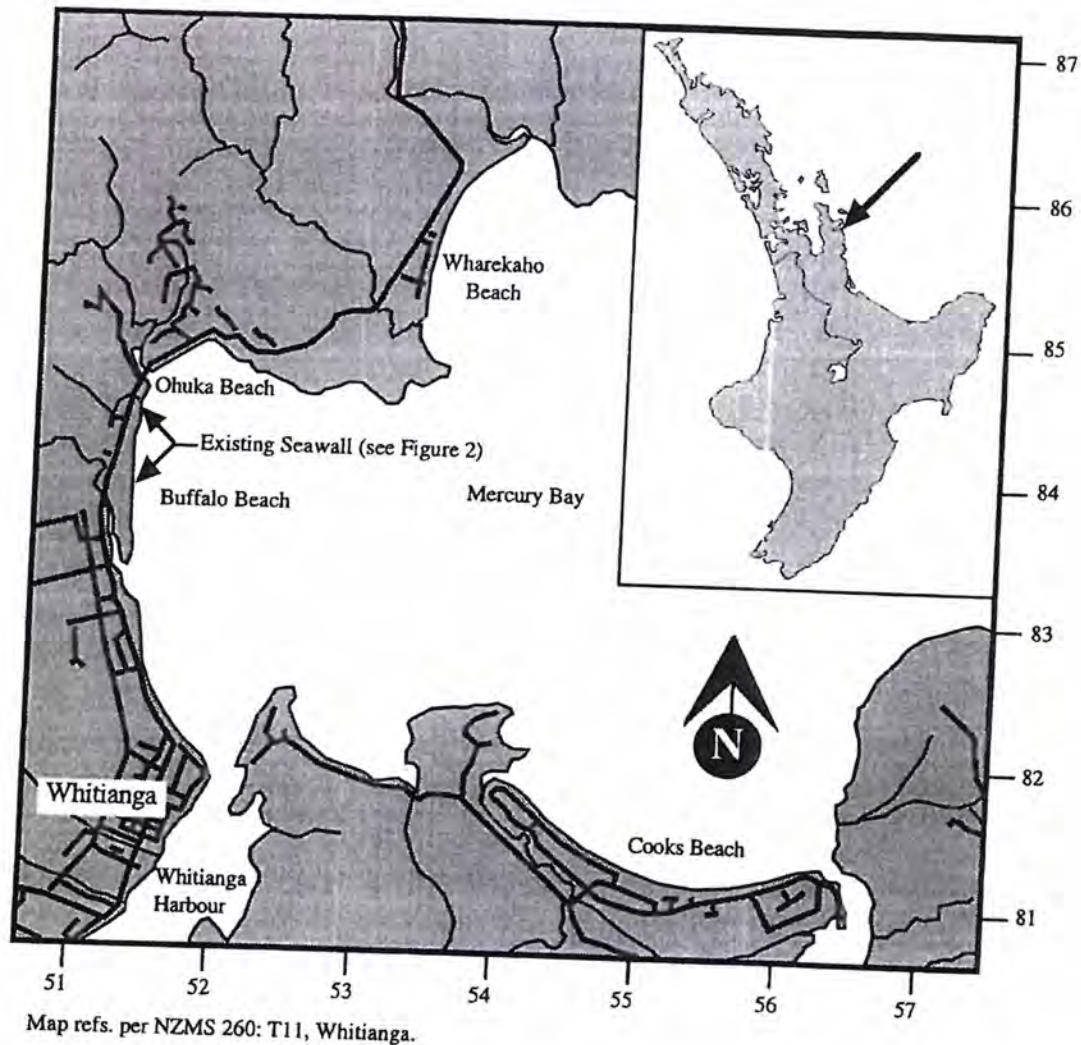 87
86
Wharekaho
Beach
85
Ohuka Beach
Existing Seawall (see Figure 2)
Buffalo Beach
Mercury Bay
84
83
N
82
Whitianga
Cooks Beach
Whitianga
Harbour
81
51
52
53
54
55
56
57
Map refs. per NZMS 260: T11, Whitianga.